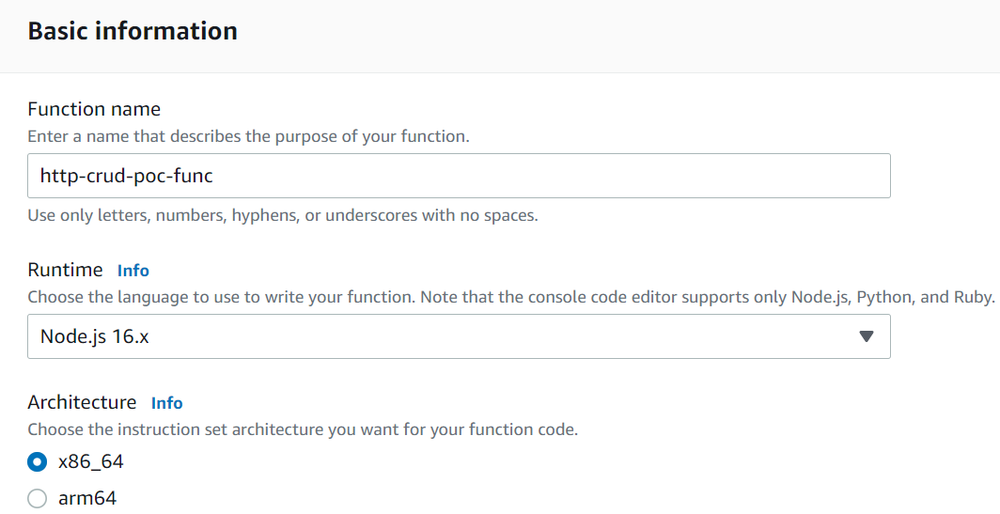 Basic information
Function name
Enter a name that describes the purpose of your function.
http-crud-poc-func
Use only letters, numbers, hyphens, or underscores with no spaces.
Runtime Info
Choose the language to use to write your function. Note that the console code editor supports only Node.js, Python, and Ruby.
Node.js 16.x
Architecture Info
Choose the instruction set architecture you want for your function code.
x86_64
arm64